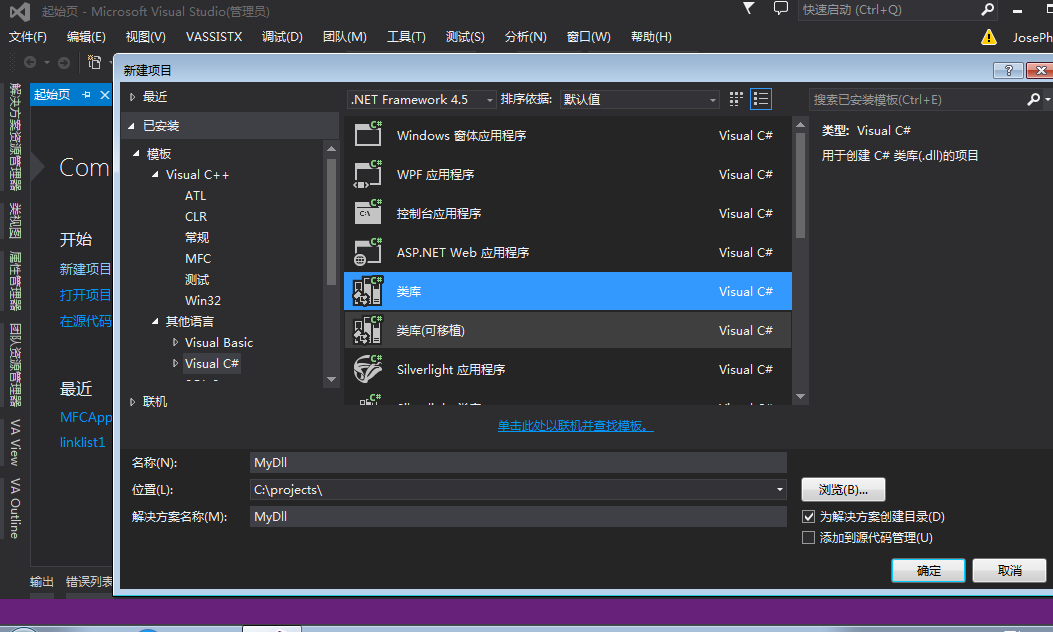 起始页 - Microsoft Visual Studio(管理员)
快速启动 (Ctrl+Q)
文件(F) 编辑(E) 视图(V) VASSISTX 调试(D) 团队(M) 工具(T) 测试(S) 分析(N) 窗口(W) 帮助(H)
JosePh
解决方案资源管理器
类视图
属性管理器
团队资源管理器
VA View
VA Outline
起始页
Com
开始
新建项目
打开项目
在源代码
最近
MFCApp
linklist1
输出 错误列表
新建项目
最近
已安装
模板
Visual C++
ATL
CLR
常规
MFC
测试
Win32
其他语言
Visual Basic
Visual C#
联机
.NET Framework 4.5 排序依据: 默认值
搜索已安装模板(Ctrl+E)
Windows 窗体应用程序 Visual C#
WPF 应用程序 Visual C#
控制台应用程序 Visual C#
ASP.NET Web 应用程序 Visual C#
类库 Visual C#
类库(可移植) Visual C#
Silverlight 应用程序 Visual C#
类型: Visual C#
用于创建 C# 类库(.dll)的项目
单击此处以联机并查找模板。
名称(N): MyDll
位置(L): C:\projects\ 浏览(B)...
解决方案名称(M): MyDll
为解决方案创建目录(D)
添加到源代码管理(U)
确定 取消